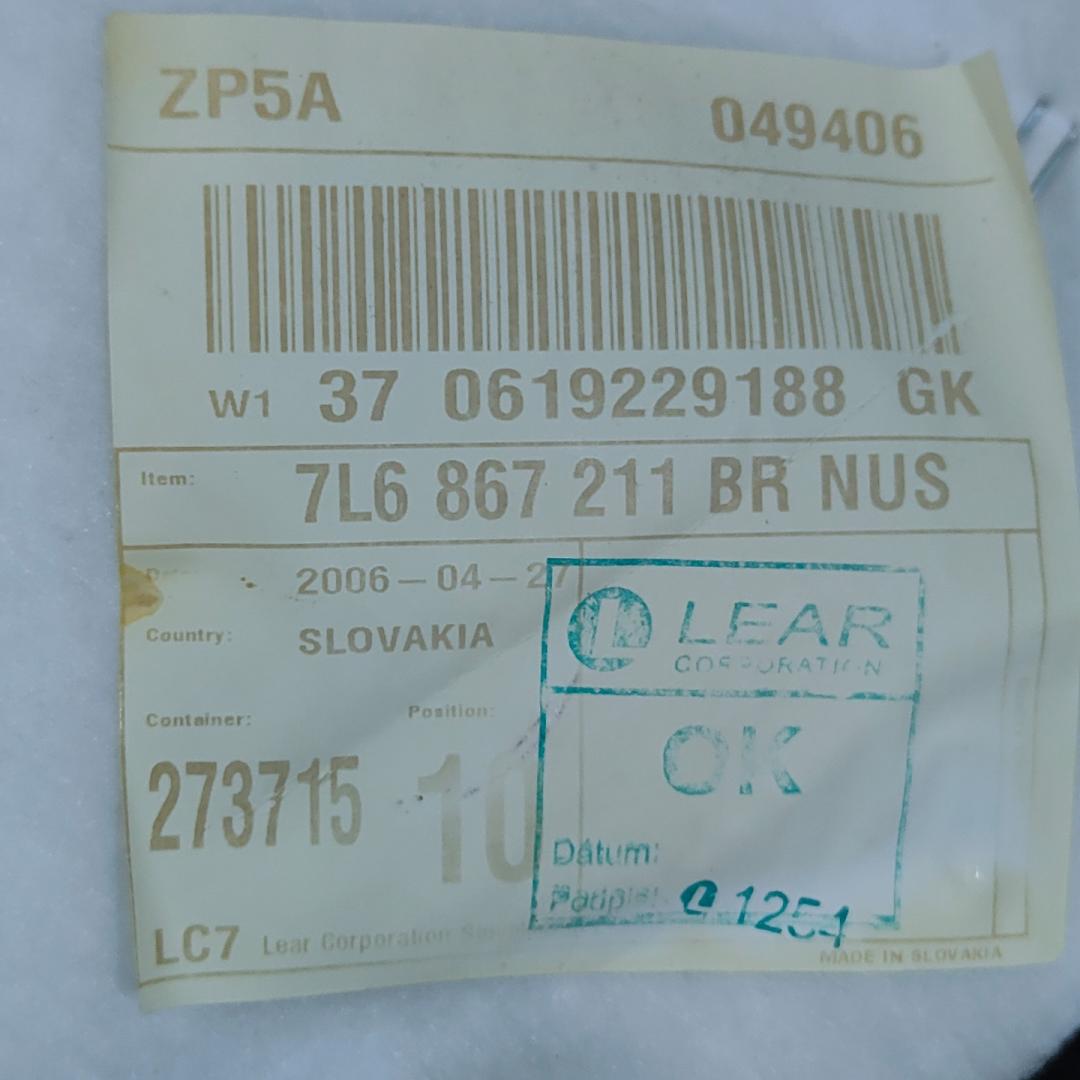 ZP5A 049406
W1 37 0619229188 GK
Item: 7L6 867 211 BR NUS
2006-04-27
Country: SLOVAKIA
Container: Position:
273715 10
LEAR
CORPORATION
OK
Dátum:
1254
LC7 Lear Corporation
MADE IN SLOVAKIA